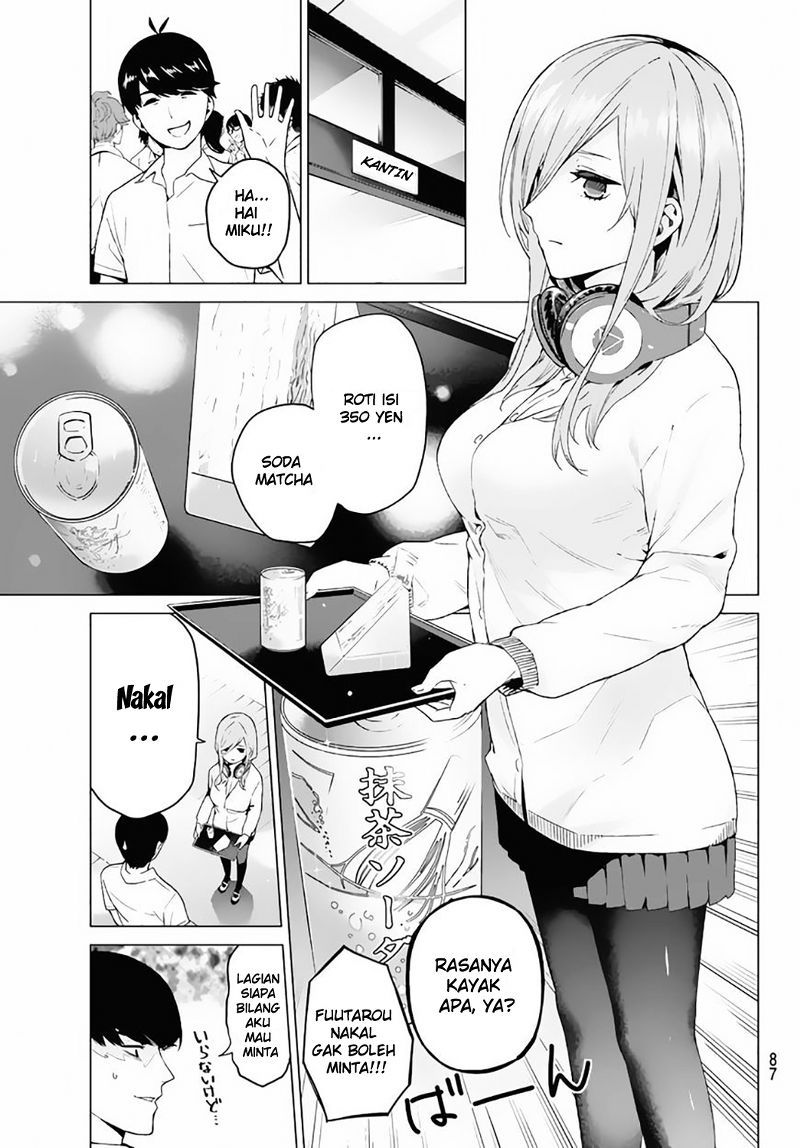 KANTIN
HA...
HAI
MIKU!!
ROTI ISI
350 YEN
...
SODA
MATCHA
Nakal
...
抹茶ソーダ
RASANYA
KAYAK
APA, YA?
FUUTAROU
NAKAL
GAK BOLEH
MINTA!!!
ばーん
LAGIAN
SIAPA
BILANG
AKU
MAU
MINTA
いらないけど…
87